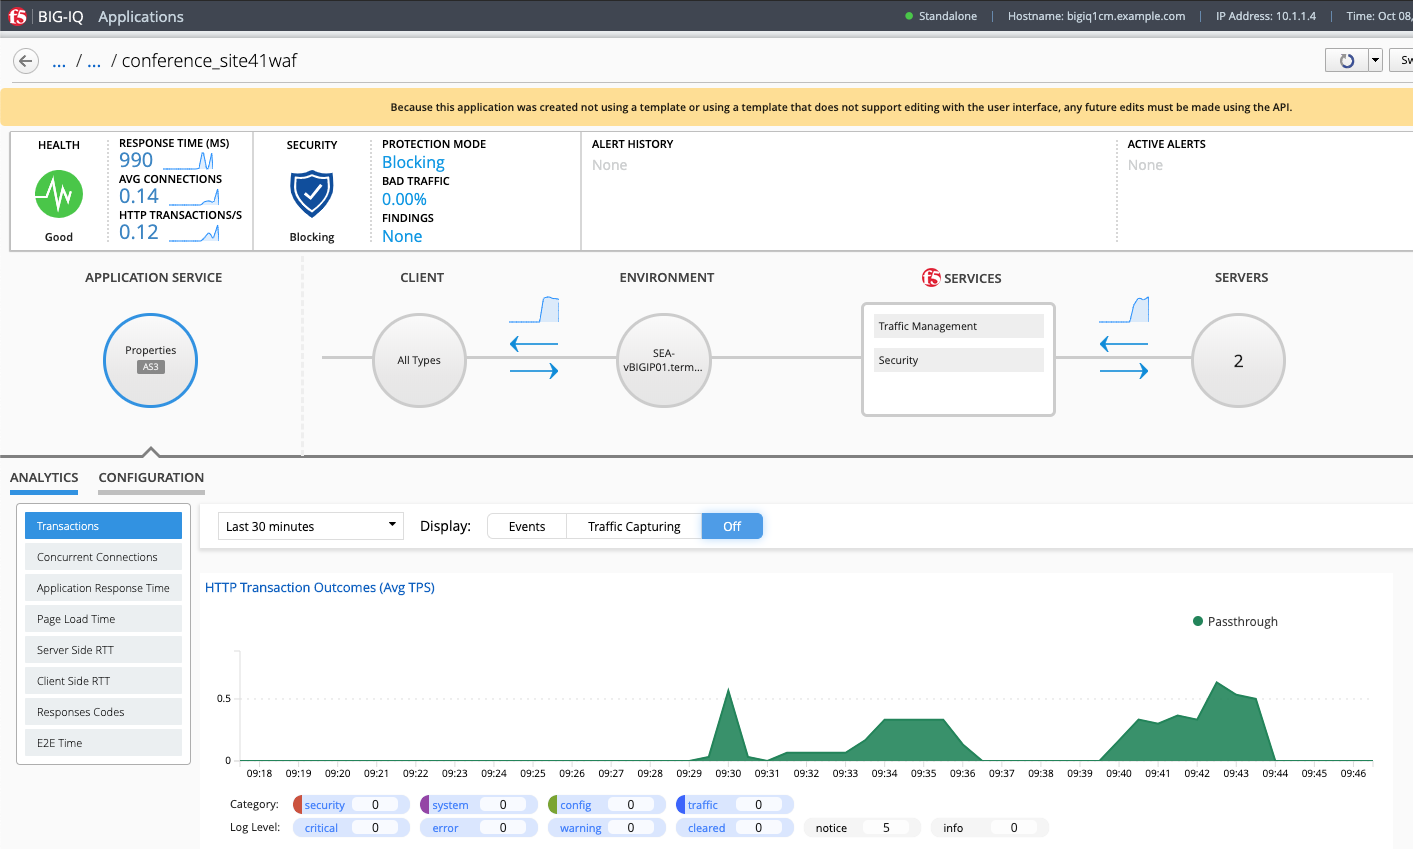 f5 BIG-IQ Applications Standalone Hostname: bigiq1cm.example.com IP Address: 10.1.1.4 Time: Oct 08,
... / ... / conference_site41waf Sw
Because this application was created not using a template or using a template that does not support editing with the user interface, any future edits must be made using the API.
HEALTH
Good
RESPONSE TIME (MS)
990
AVG CONNECTIONS
0.14
HTTP TRANSACTIONS/S
0.12
SECURITY
Blocking
PROTECTION MODE
Blocking
BAD TRAFFIC
0.00%
FINDINGS
None
ALERT HISTORY
None
ACTIVE ALERTS
None
APPLICATION SERVICE
Properties
AS3
CLIENT
All Types
ENVIRONMENT
SEA-
vBIGIP01.term...
f5 SERVICES
Traffic Management
Security
SERVERS
2
ANALYTICS CONFIGURATION
Transactions
Concurrent Connections
Application Response Time
Page Load Time
Server Side RTT
Client Side RTT
Responses Codes
E2E Time
Last 30 minutes Display: Events Traffic Capturing Off
HTTP Transaction Outcomes (Avg TPS)
Passthrough
0.5
0
09:18 09:19 09:20 09:21 09:22 09:23 09:24 09:25 09:26 09:27 09:28 09:29 09:30 09:31 09:32 09:33 09:34 09:35 09:36 09:37 09:38 09:39 09:40 09:41 09:42 09:43 09:44 09:45 09:46
Category: security 0 system 0 config 0 traffic 0
Log Level: critical 0 error 0 warning 0 cleared 0 notice 5 info 0